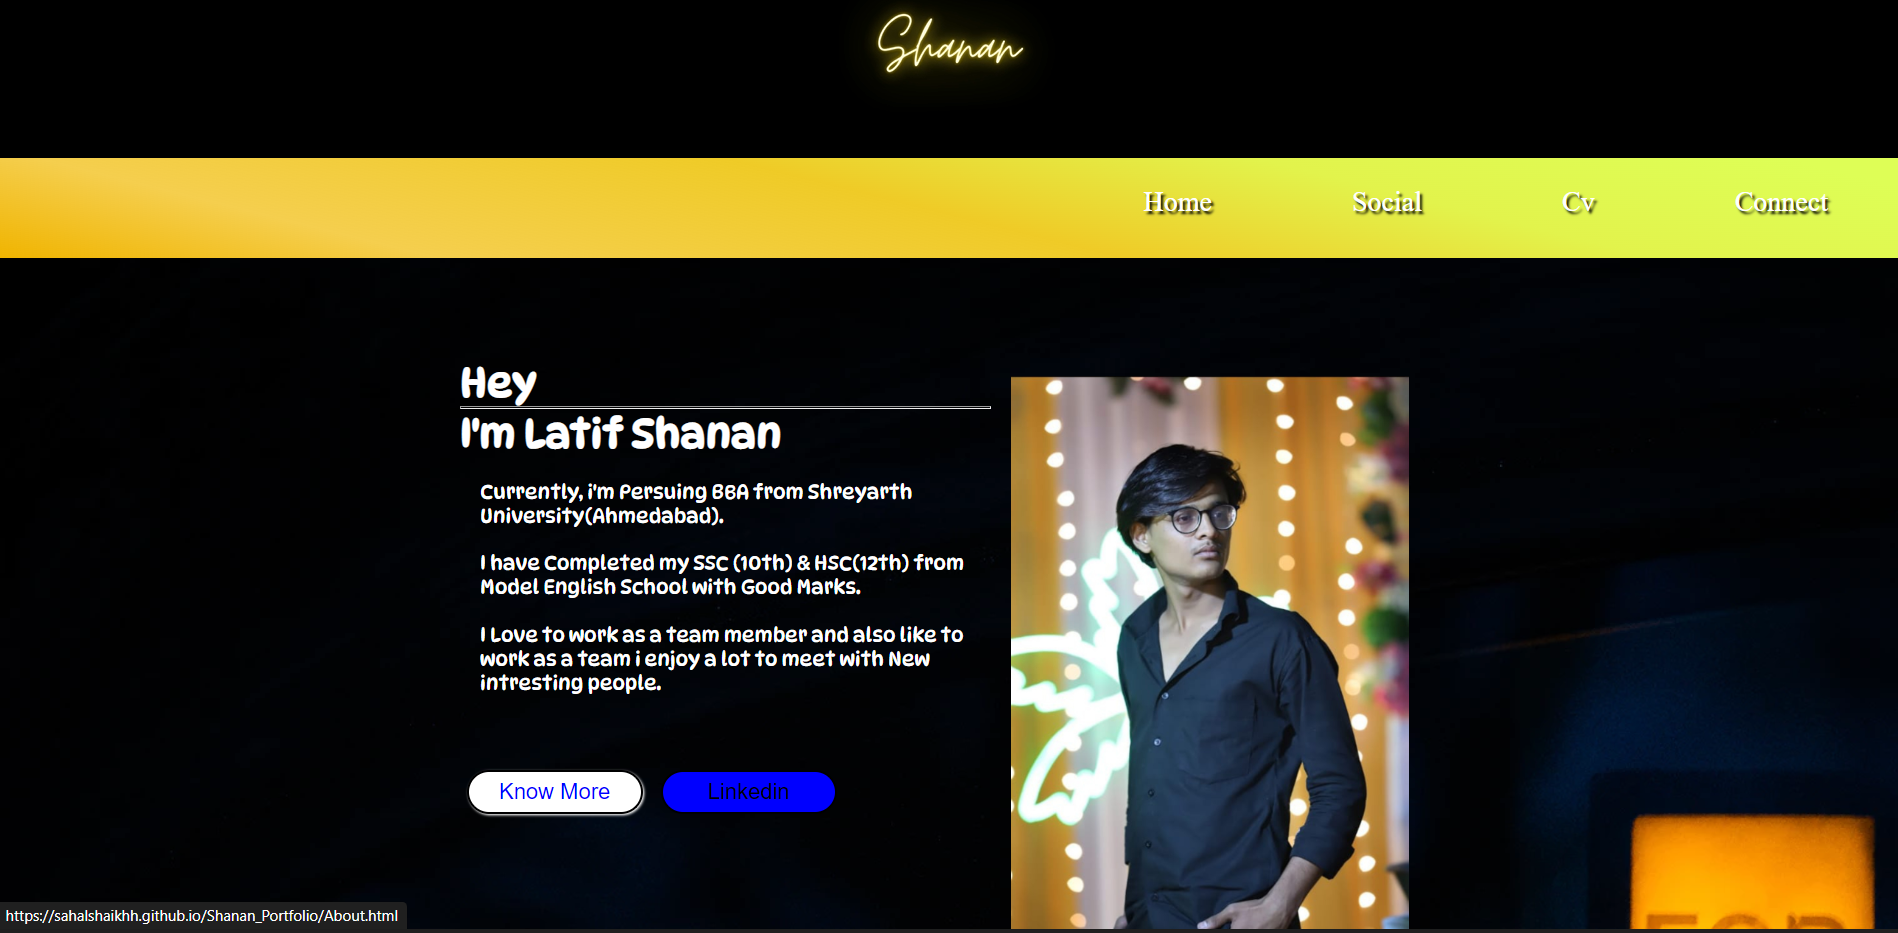 Shanan
Home Social Cv Connect
Hey
I'm Latif Shanan
Currently, i'm Persuing BBA from Shreyarth
University(Ahmedabad).
I have Completed my SSC (10th) & HSC(12th) from
Model English School with Good Marks.
I Love to work as a team member and also like to
work as a team i enjoy a lot to meet with New
intresting people.
Know More Linkedin
https://sahalshaikhh.github.io/Shanan_Portfolio/About.html